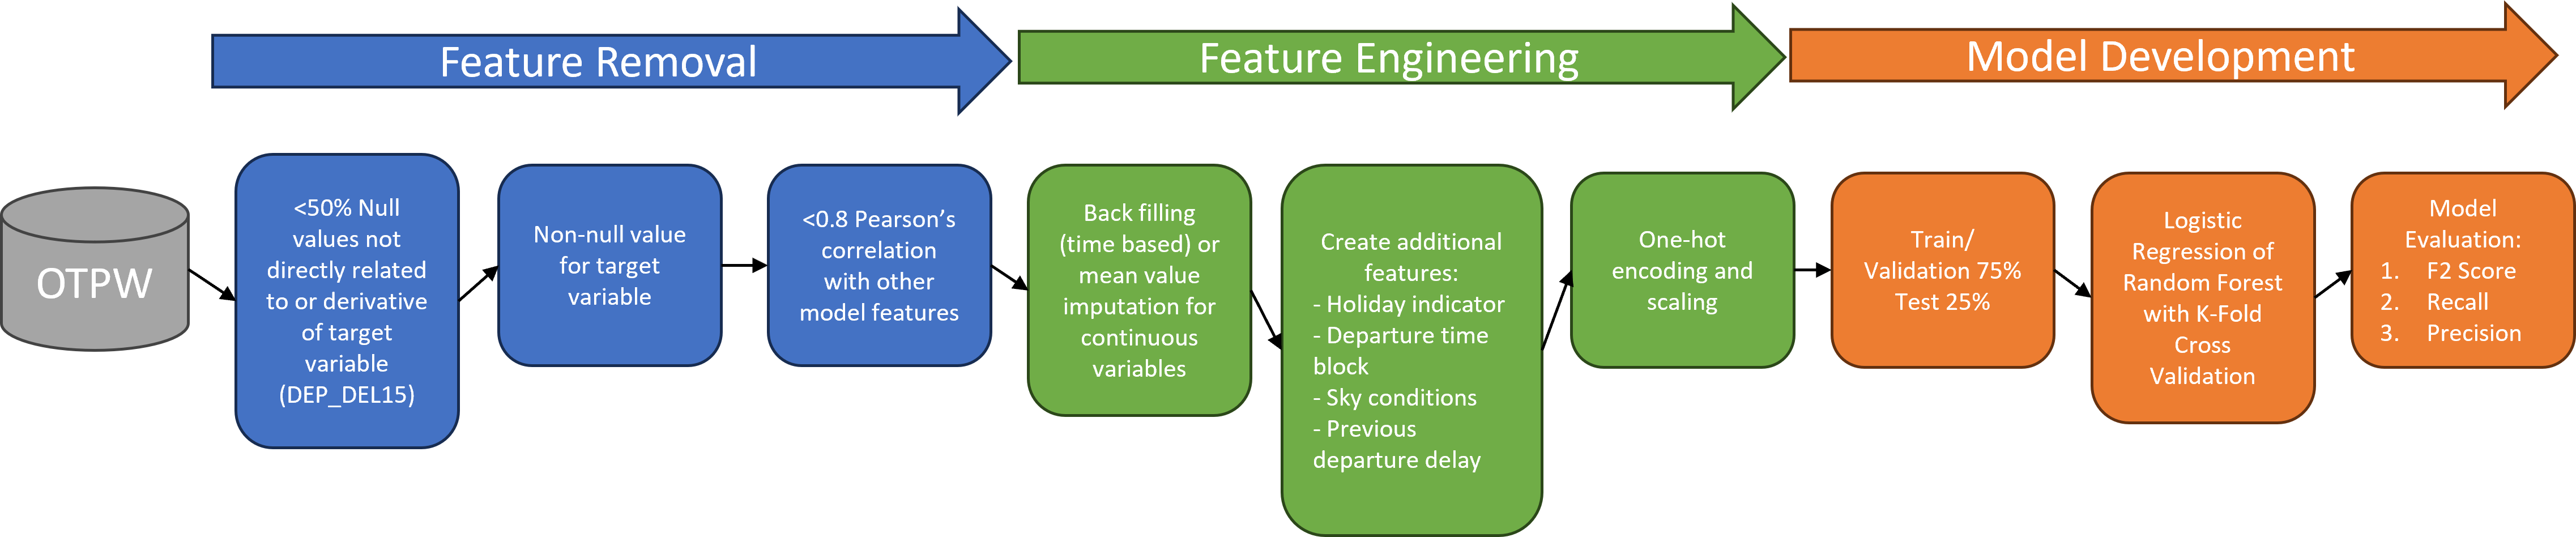 Feature Removal
Feature Engineering
Model Development
OTPW
<50% Null
values not
directly related
to or derivative
of target
variable
(DEP_DEL15)
Non-null value
for target
variable
<0.8 Pearson’s
correlation
with other
model features
Back filling
(time based) or
mean value
imputation for
continuous
variables
Create additional
features:
- Holiday indicator
- Departure time
block
- Sky conditions
- Previous
departure delay
One-hot
encoding and
scaling
Train/
Validation 75%
Test 25%
Logistic
Regression of
Random Forest
with K-Fold
Cross
Validation
Model
Evaluation:
1. F2 Score
2. Recall
3. Precision